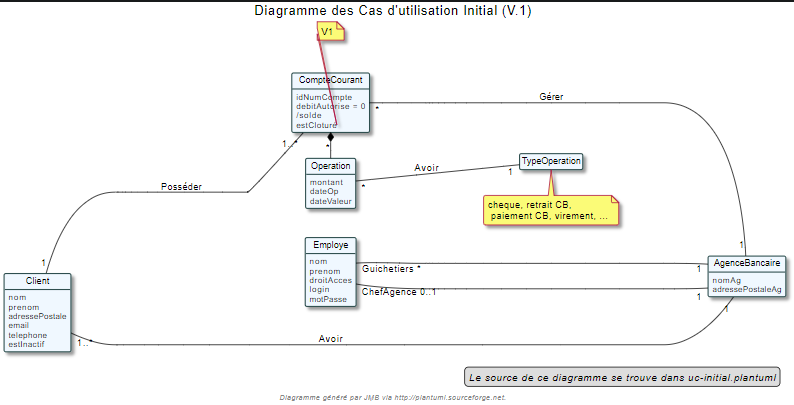 Diagramme des Cas d'utilisation Initial (V.1)
V1
CompteCourant
idNumCompte
debitAutorise = 0
/solde
estCloture
Gérer
*
1..*
*
Operation
montant
dateOp
dateValeur
Avoir
*
1
TypeOperation
cheque, retrait CB,
paiement CB, virement, ...
Posséder
1
Employe
nom
prenom
droitAcces
login
motPasse
Guichetiers *
1
ChefAgence 0..1
1
1
AgenceBancaire
nomAg
adressePostaleAg
1
Client
nom
prenom
adressePostale
email
telephone
estInactif
1..*
Avoir
Le source de ce diagramme se trouve dans uc-initial.plantuml
Diagramme généré par JMB via http://plantuml.sourceforge.net.